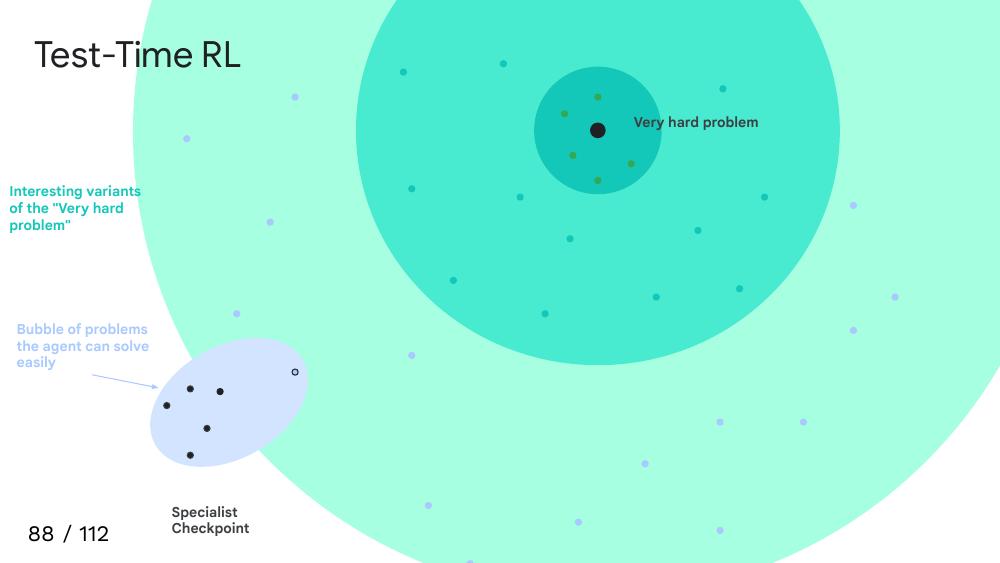 Test-Time RL
Very hard problem
Interesting variants
of the "Very hard
problem"
Bubble of problems
the agent can solve
easily
Specialist
Checkpoint
88 / 112